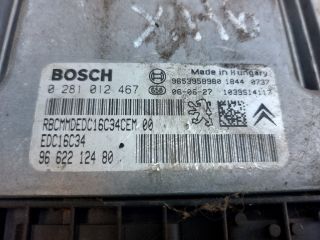 BOSCH
0 281 012 467
Made in Hungary
9653958980 1844 0737
06-06-27 1039S14117
RBCMMDEDC16C34CEM 00
EDC16C34
96 622 124 80